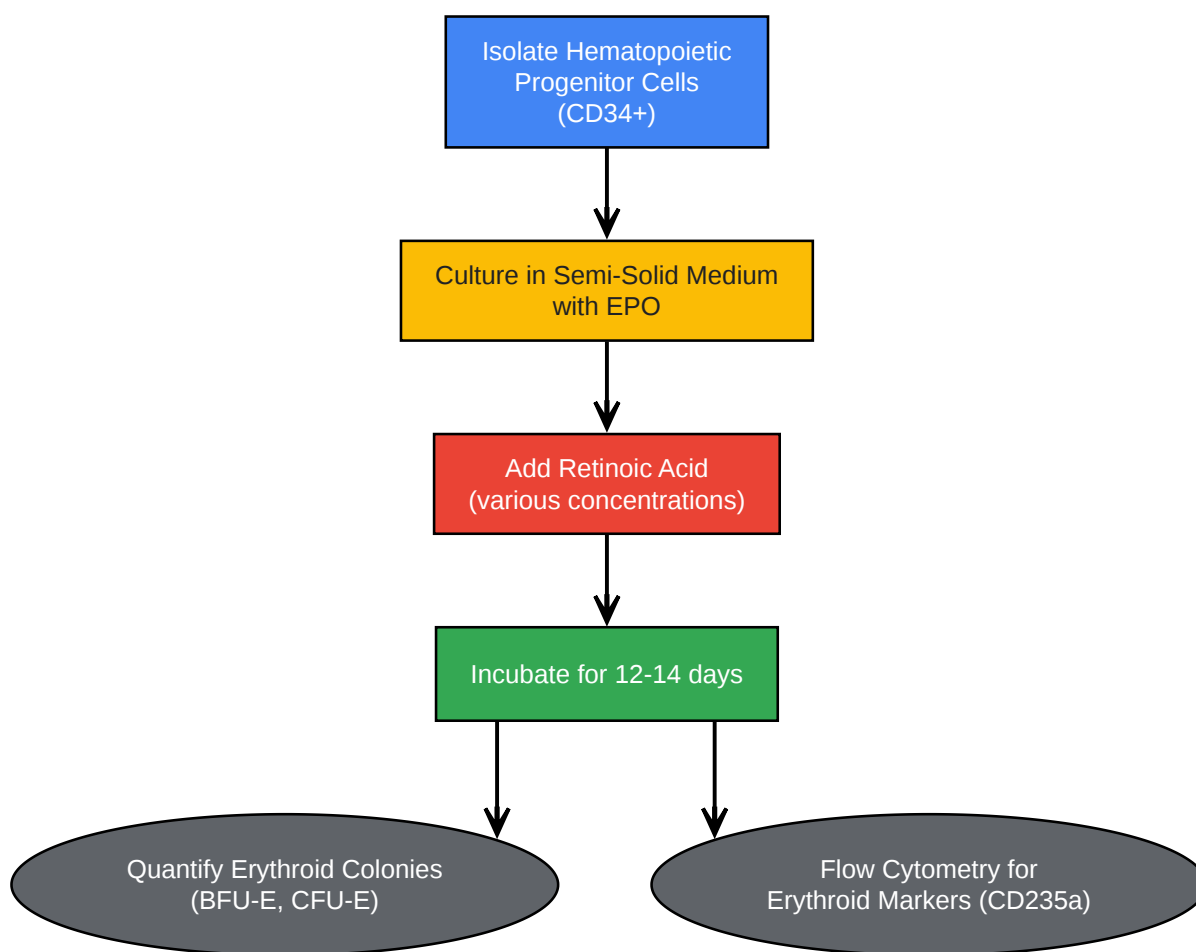 Isolate Hematopoietic
Progenitor Cells
(CD34+)
Culture in Semi-Solid Medium
with EPO
Add Retinoic Acid
(various concentrations)
Incubate for 12-14 days
Quantify Erythroid Colonies
(BFU-E, CFU-E)
Flow Cytometry for
Erythroid Markers (CD235a)